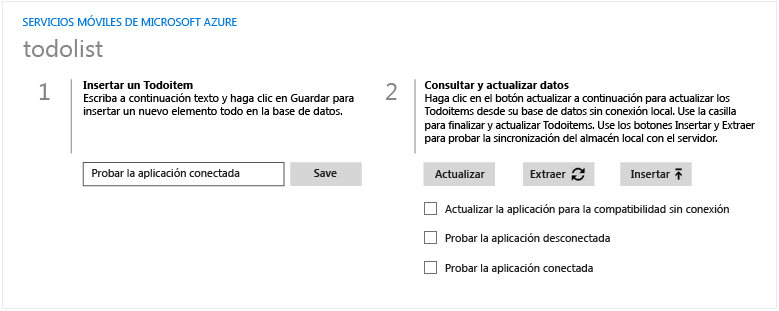 SERVICIOS MÓVILES DE MICROSOFT AZURE
todolist
1
Insertar un Todoitem
Escriba a continuación texto y haga clic en Guardar para
insertar un nuevo elemento todo en la base de datos.
Probar la aplicación conectada
Save
2
Consultar y actualizar datos
Haga clic en el botón actualizar a continuación para actualizar los
Todoitems desde su base de datos sin conexión local. Use la casilla
para finalizar y actualizar Todoitems. Use los botones Insertar y Extraer
para probar la sincronización del almacén local con el servidor.
Actualizar
Extraer
Insertar
Actualizar la aplicación para la compatibilidad sin conexión
Probar la aplicación desconectada
Probar la aplicación conectada